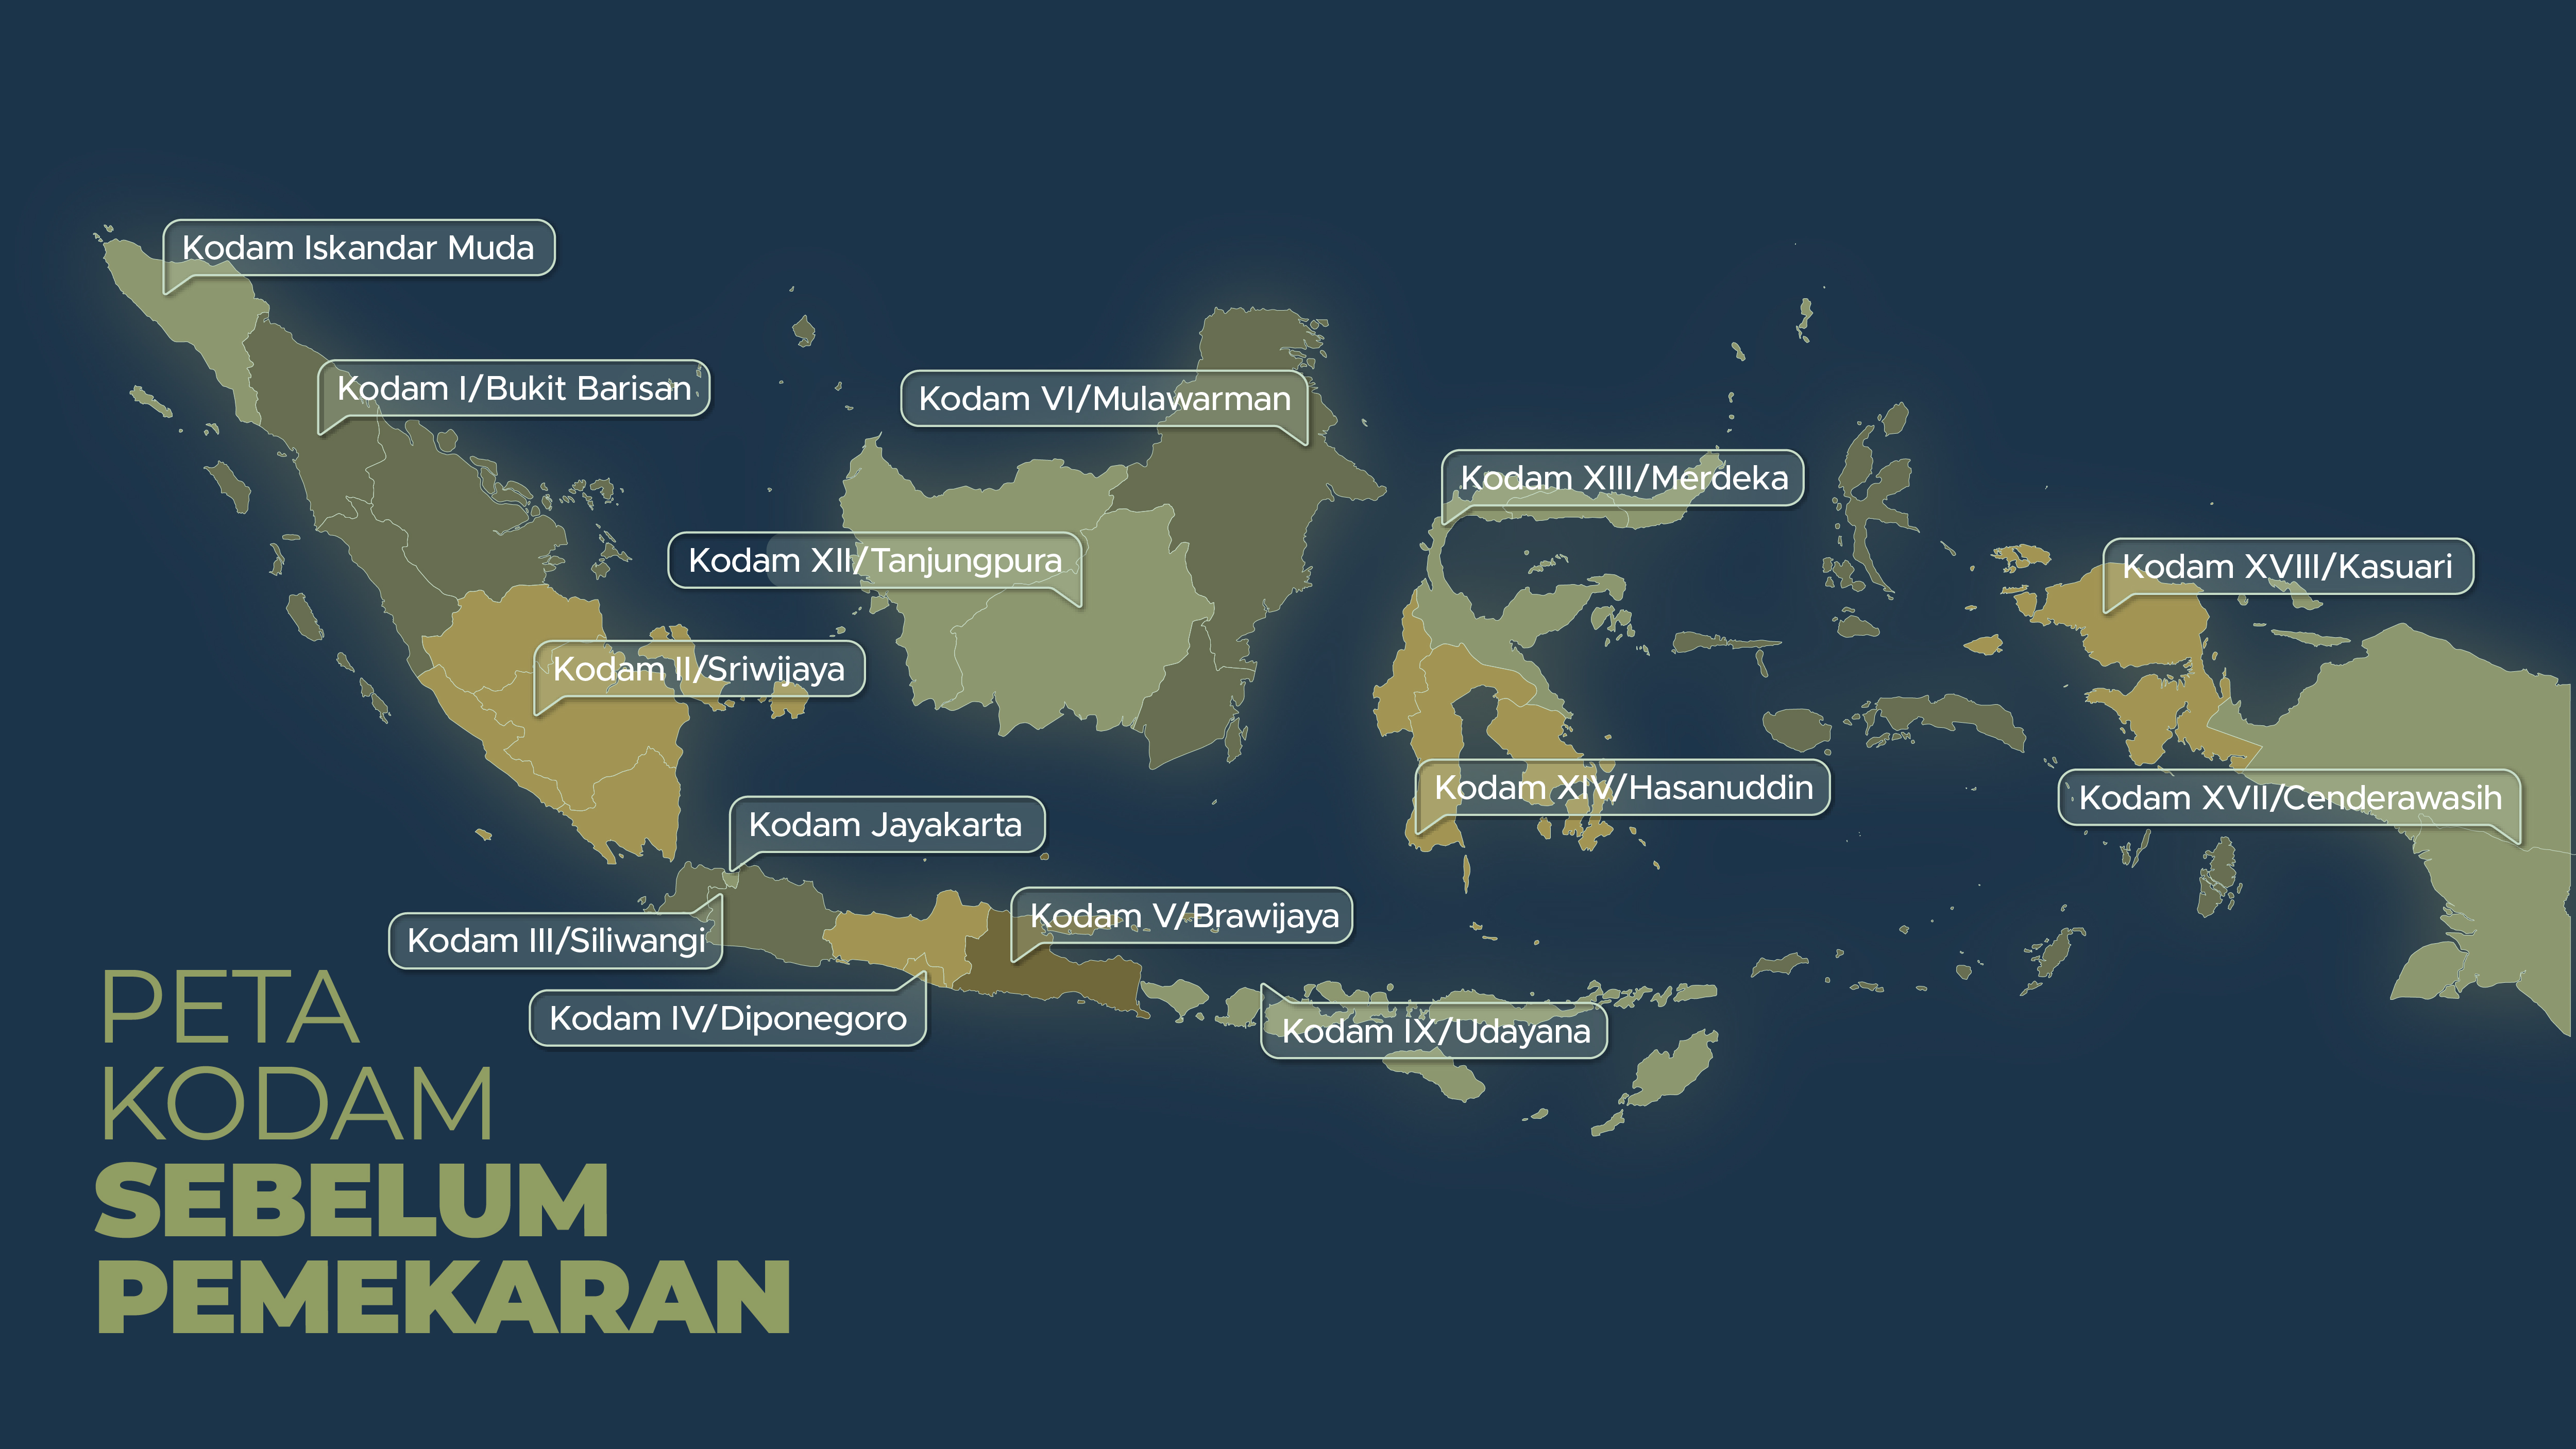 Kodam Iskandar Muda
Kodam I/Bukit Barisan
Kodam VI/Mulawarman
Kodam XIII/Merdeka
Kodam XII/Tanjungpura
Kodam XVIII/Kasuari
Kodam II/Sriwijaya
Kodam XIV/Hasanuddin
Kodam XVII/Cenderawasih
Kodam Jayakarta
Kodam V/Brawijaya
Kodam III/Siliwangi
Kodam IV/Diponegoro
Kodam IX/Udayana
PETA
KODAM
SEBELUM
PEMEKARAN